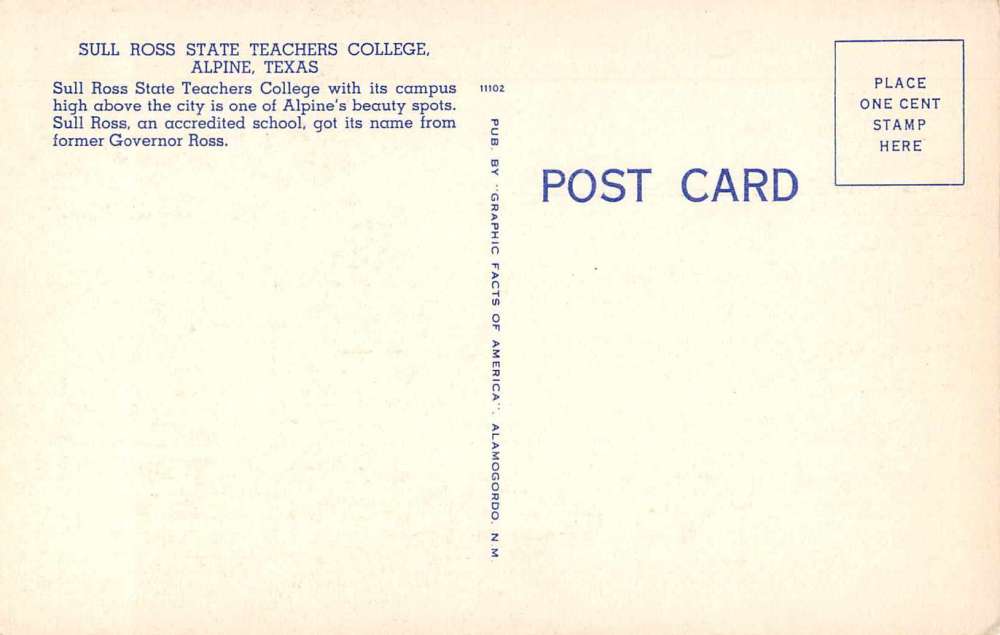 SULL ROSS STATE TEACHERS COLLEGE,
ALPINE, TEXAS
Sull Ross State Teachers College with its campus
high above the city is one of Alpine's beauty spots.
Sull Ross, an accredited school, got its name from
former Governor Ross.
11102
PUB. BY "GRAPHIC FACTS OF AMERICA", ALAMOGORDO, N.M.
POST CARD
PLACE
ONE CENT
STAMP
HERE